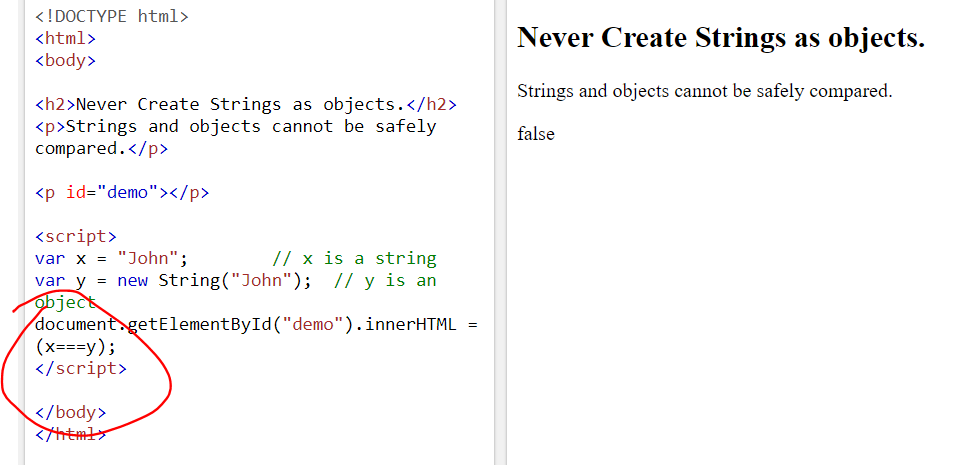 <!DOCTYPE html>
<html>
<body>
<h2>Never Create Strings as objects.</h2>
<p>Strings and objects cannot be safely
compared.</p>
<p id="demo"></p>
<script>
var x = "John";        // x is a string
var y = new String("John");  // y is an
object
document.getElementById("demo").innerHTML =
(x===y);
</script>
</body>
</html>
Never Create Strings as objects.
Strings and objects cannot be safely compared.
false